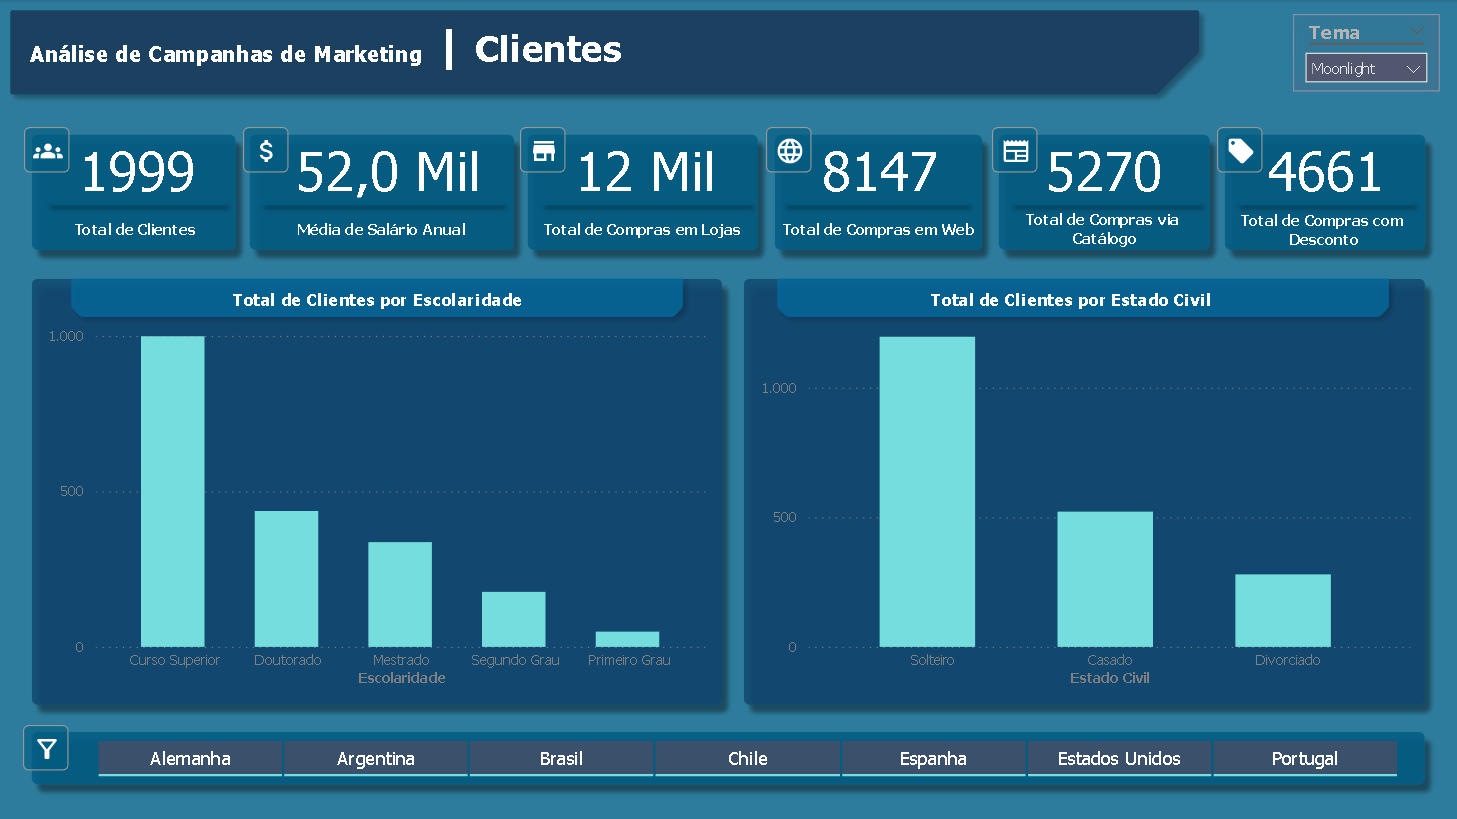 Análise de Campanhas de Marketing | Clientes
Tema
Moonlight
1999
Total de Clientes
52,0 Mil
Média de Salário Anual
12 Mil
Total de Compras em Lojas
8147
Total de Compras em Web
5270
Total de Compras via
Catálogo
4661
Total de Compras com
Desconto
Total de Clientes por Escolaridade
1.000
500
0
Curso Superior
Doutorado
Mestrado
Segundo Grau
Primeiro Grau
Escolaridade
Total de Clientes por Estado Civil
1.000
500
0
Solteiro
Casado
Divorciado
Estado Civil
Alemanha
Argentina
Brasil
Chile
Espanha
Estados Unidos
Portugal